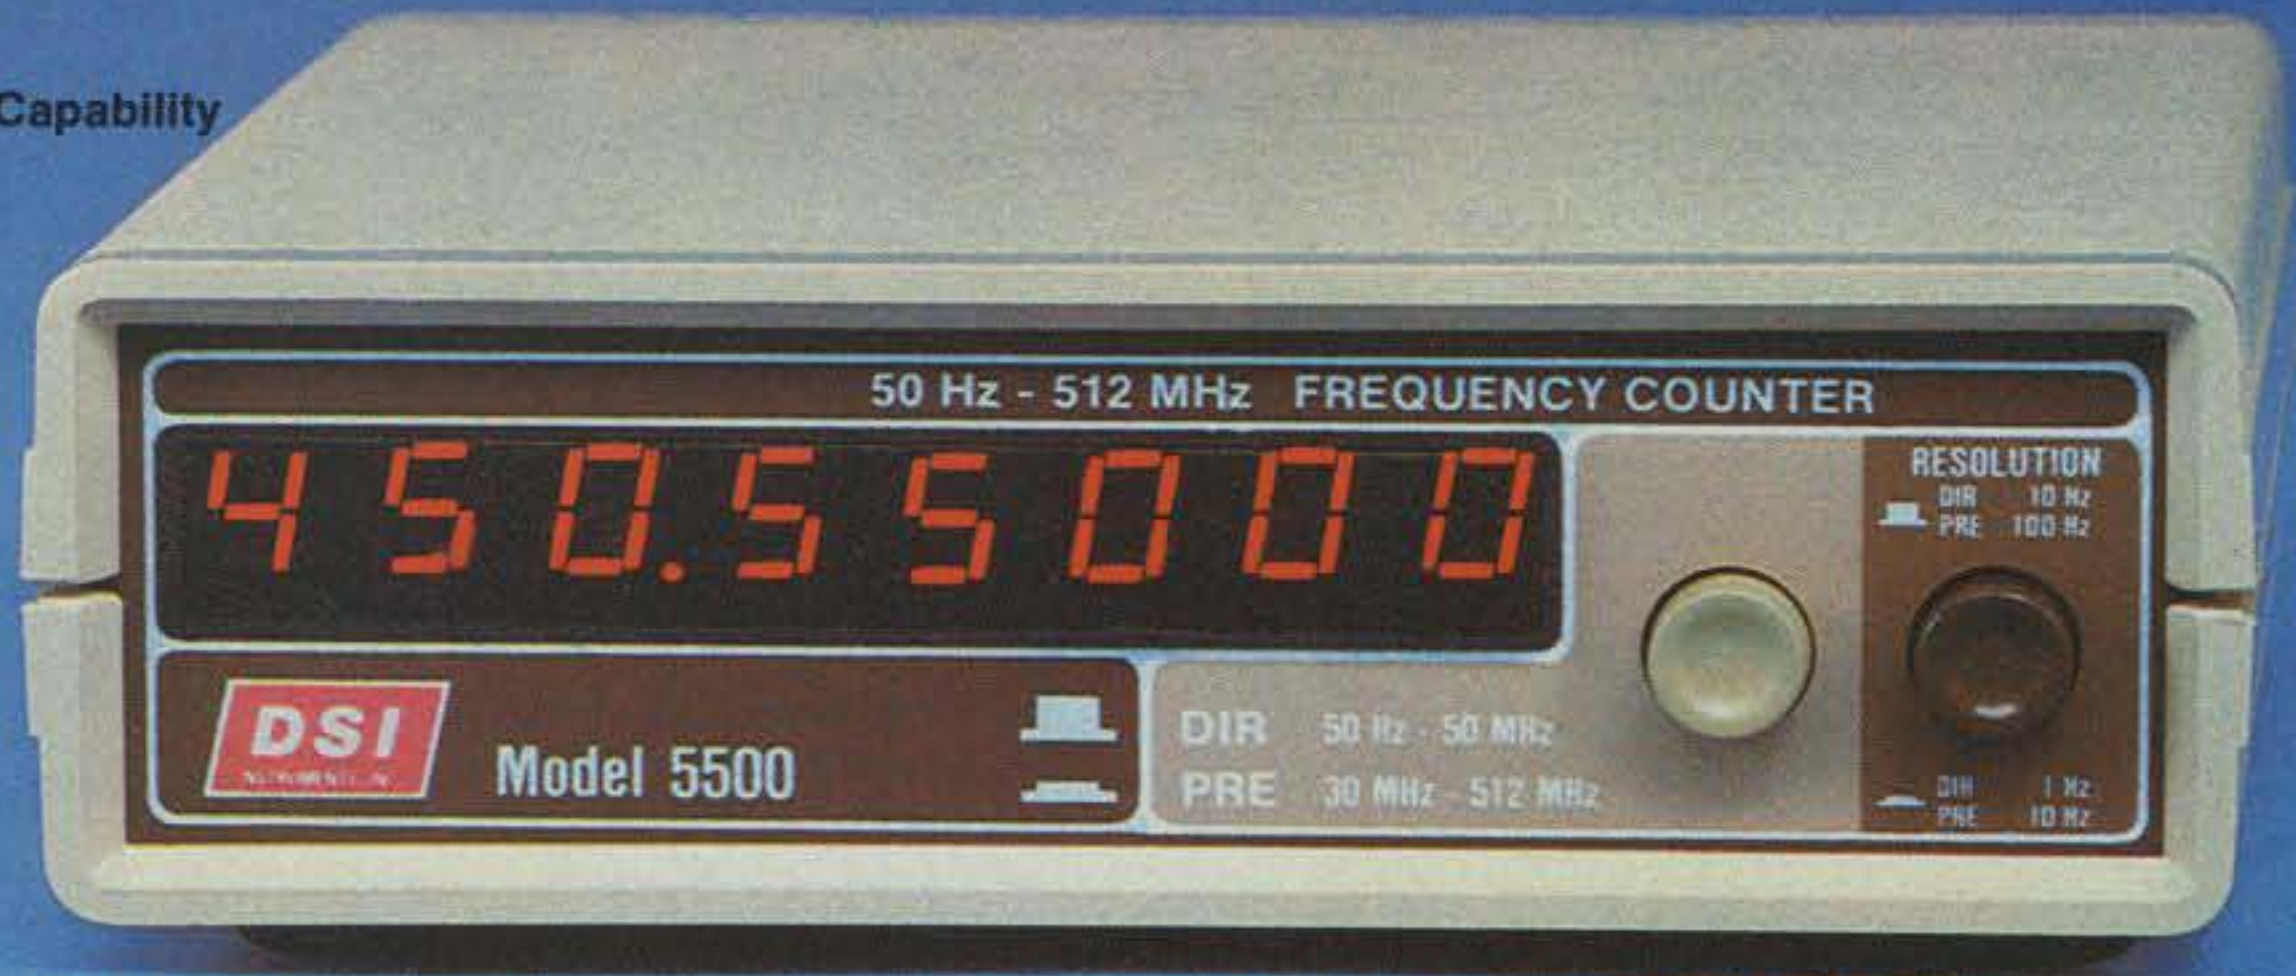 Capability
50 Hz - 512 MHz FREQUENCY COUNTER
450.55000
RESOLUTION
DIR 10 Hz
PRE 100 Hz
DSI
Model 5500
DIR 50 Hz - 50 MHz
PRE 30 MHz - 512 MHz
DIR 1 Hz
PRE 10 Hz